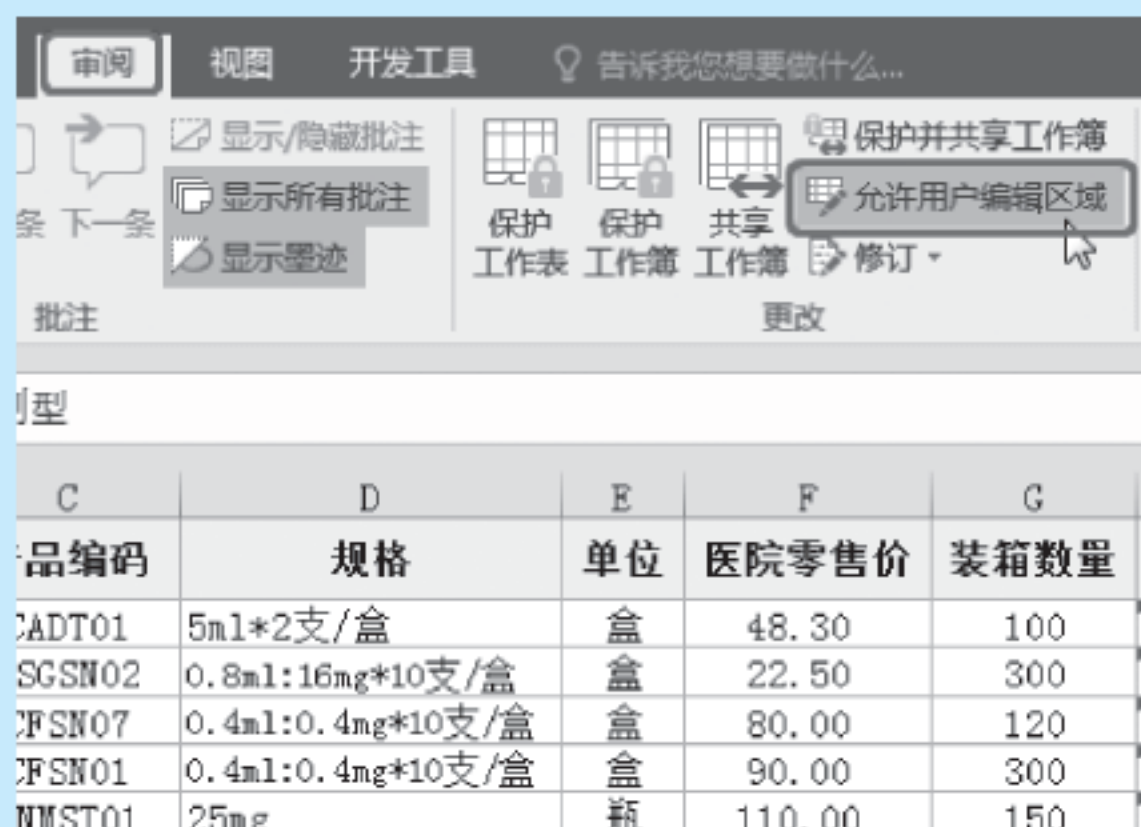 审阅 视图 开发工具 告诉我您想要做什么...
显示/隐藏批注 保护并共享工作簿
显示所有批注 允许用户编辑区域
条 下一条 保护 保护 共享
显示墨迹 工作表 工作簿 工作簿 修订
批注 更改
型
C D E F G
品编码 规格 单位 医院零售价 装箱数量
CADT01 5ml*2支/盒 盒 48.30 100
SGSN02 0.8ml:16mg*10支/盒 盒 22.50 300
CFSN07 0.4ml:0.4mg*10支/盒 盒 80.00 120
CFSN01 0.4ml:0.4mg*10支/盒 盒 90.00 300
NMST01 25mg 瓶 110.00 150